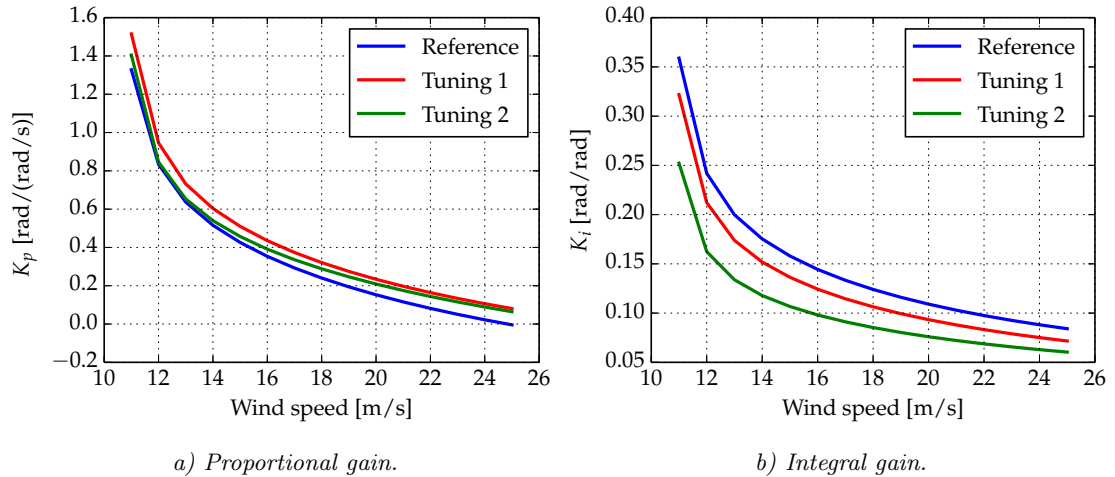 1.6
1.4
1.2
1.0
0.8
0.6
0.4
0.2
0.0
−0.2
10 12 14 16 18 20 22 24 26
Wind speed [m/s]
K_p [rad/(rad/s)]
Reference
Tuning 1
Tuning 2
a) Proportional gain.
0.40
0.35
0.30
0.25
0.20
0.15
0.10
0.05
10 12 14 16 18 20 22 24 26
Wind speed [m/s]
K_i [rad/rad]
Reference
Tuning 1
Tuning 2
b) Integral gain.